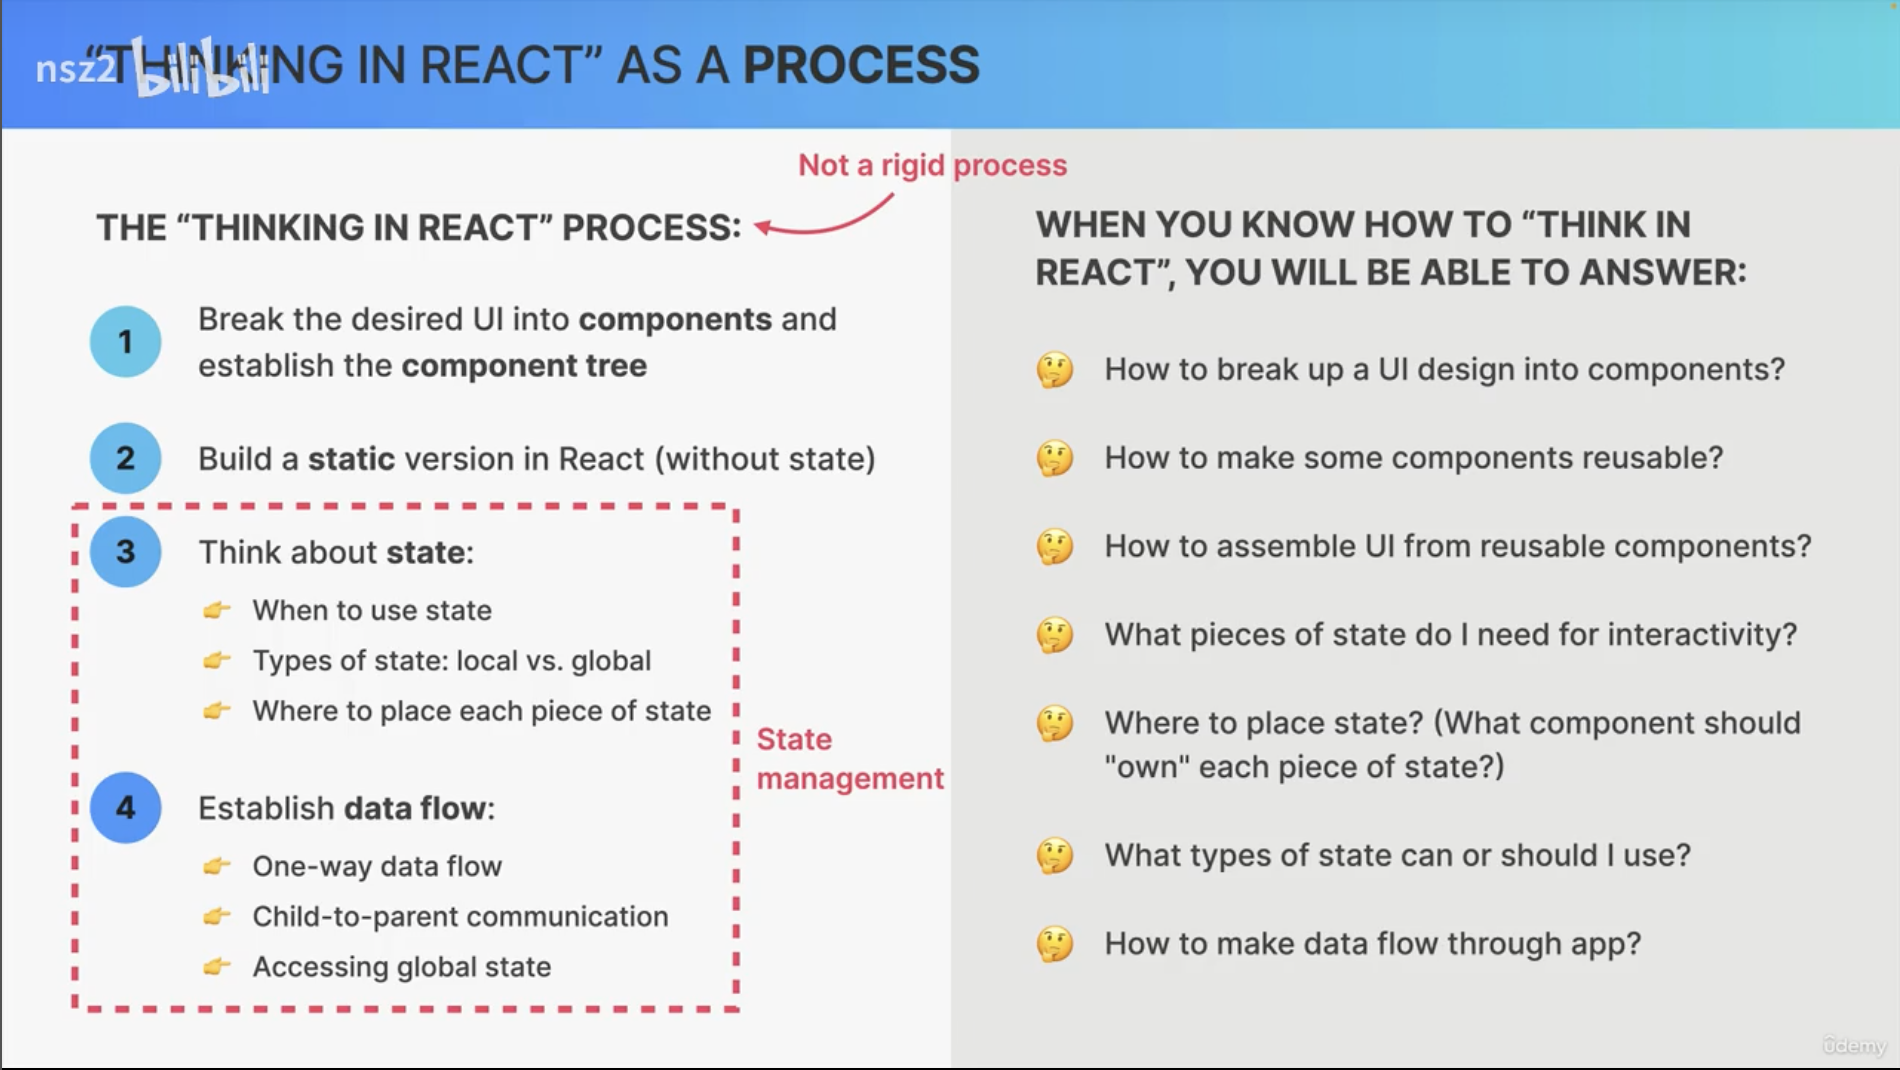 "THINKING IN REACT" AS A PROCESS
nsz2 bilibili
Not a rigid process
THE “THINKING IN REACT” PROCESS:
1
Break the desired UI into components and
establish the component tree
2
Build a static version in React (without state)
3
Think about state:
👉 When to use state
👉 Types of state: local vs. global
👉 Where to place each piece of state
State
management
4
Establish data flow:
👉 One-way data flow
👉 Child-to-parent communication
👉 Accessing global state
WHEN YOU KNOW HOW TO “THINK IN
REACT”, YOU WILL BE ABLE TO ANSWER:
🤔 How to break up a UI design into components?
🤔 How to make some components reusable?
🤔 How to assemble UI from reusable components?
🤔 What pieces of state do I need for interactivity?
🤔 Where to place state? (What component should
"own" each piece of state?)
🤔 What types of state can or should I use?
🤔 How to make data flow through app?
ûdemy